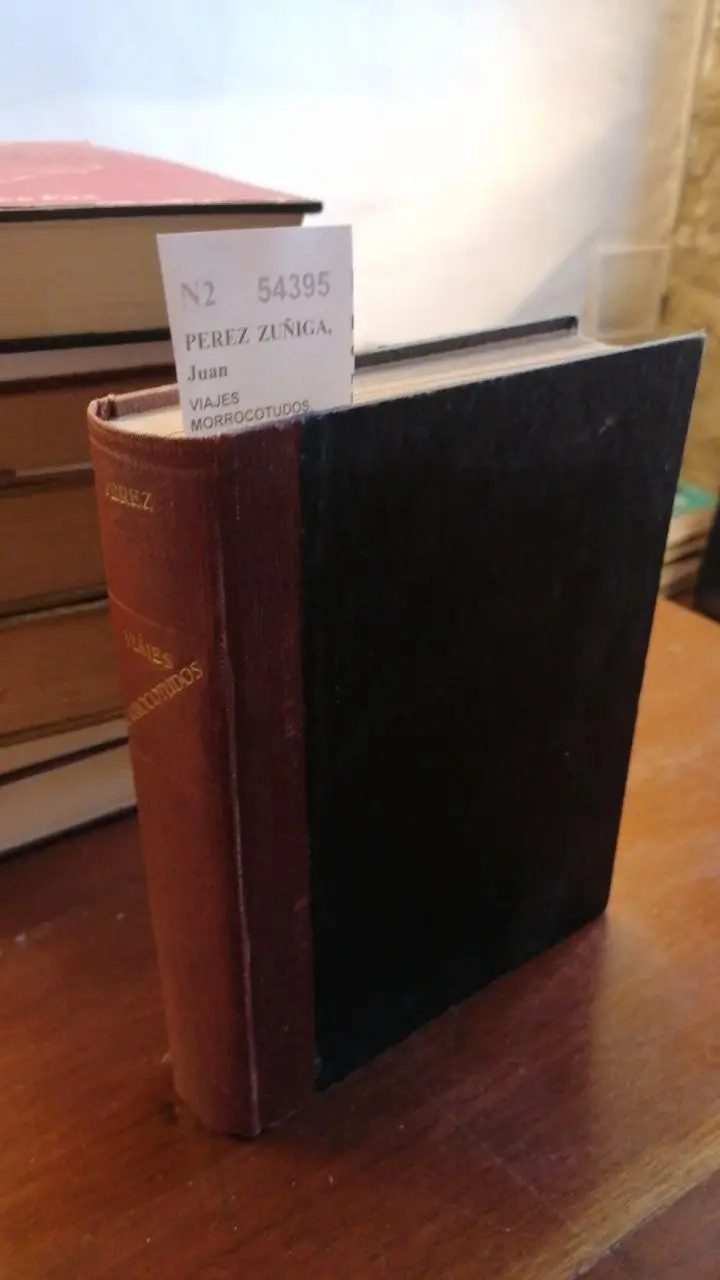 N2 54395
PEREZ ZUÑIGA,
Juan
VIAJES
MORROCOTUDOS
PEREZ
VIAJES